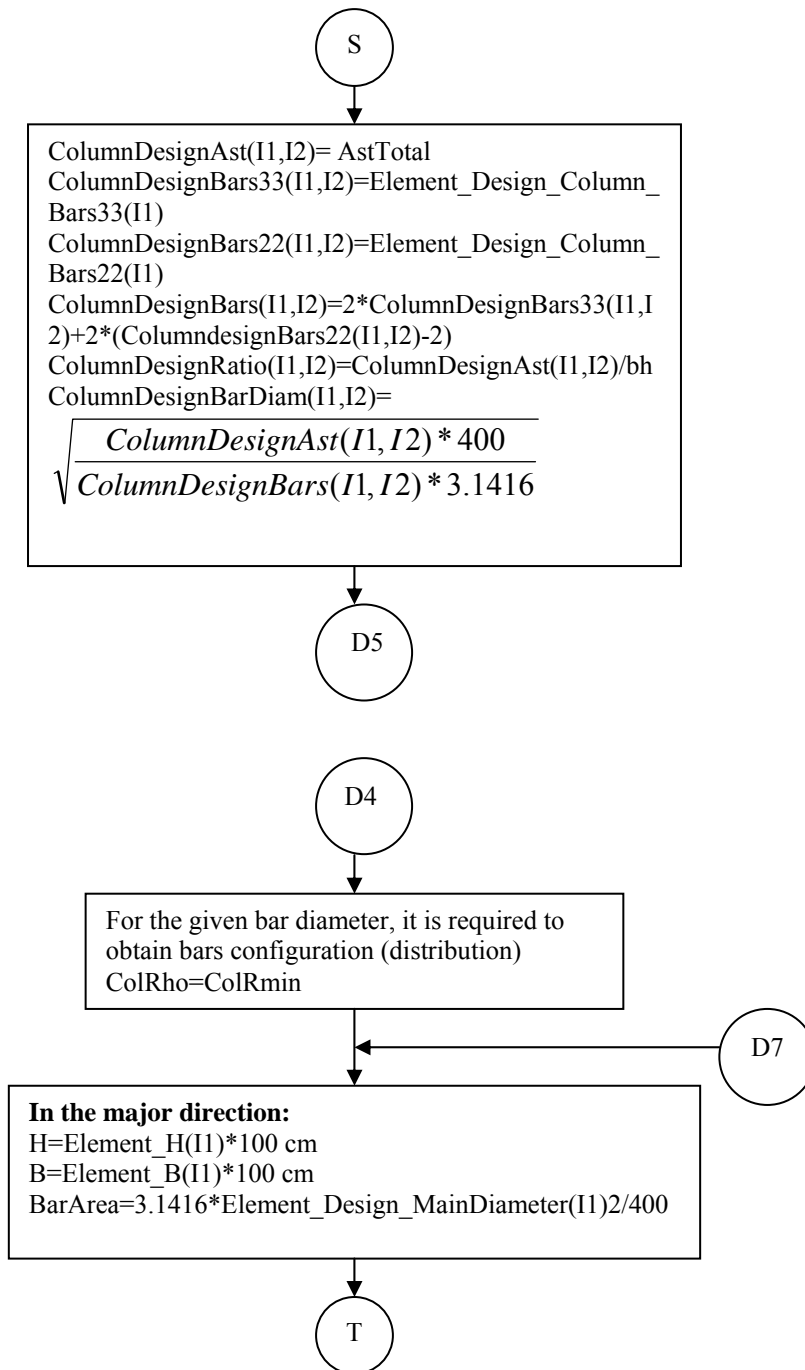 S
ColumnDesignAst(I1,I2)= AstTotal
ColumnDesignBars33(I1,I2)=Element_Design_Column_
Bars33(I1)
ColumnDesignBars22(I1,I2)=Element_Design_Column_
Bars22(I1)
ColumnDesignBars(I1,I2)=2*ColumnDesignBars33(I1,I
2)+2*(ColumndesignBars22(I1,I2)-2)
ColumnDesignRatio(I1,I2)=ColumnDesignAst(I1,I2)/bh
ColumnDesignBarDiam(I1,I2)=
√ColumnDesignAst(I1, I2) * 400
ColumnDesignBars(I1, I2) * 3.1416
D5
D4
For the given bar diameter, it is required to
obtain bars configuration (distribution)
ColRho=ColRmin
D7
In the major direction:
H=Element_H(I1)*100 cm
B=Element_B(I1)*100 cm
BarArea=3.1416*Element_Design_MainDiameter(I1)2/400
T